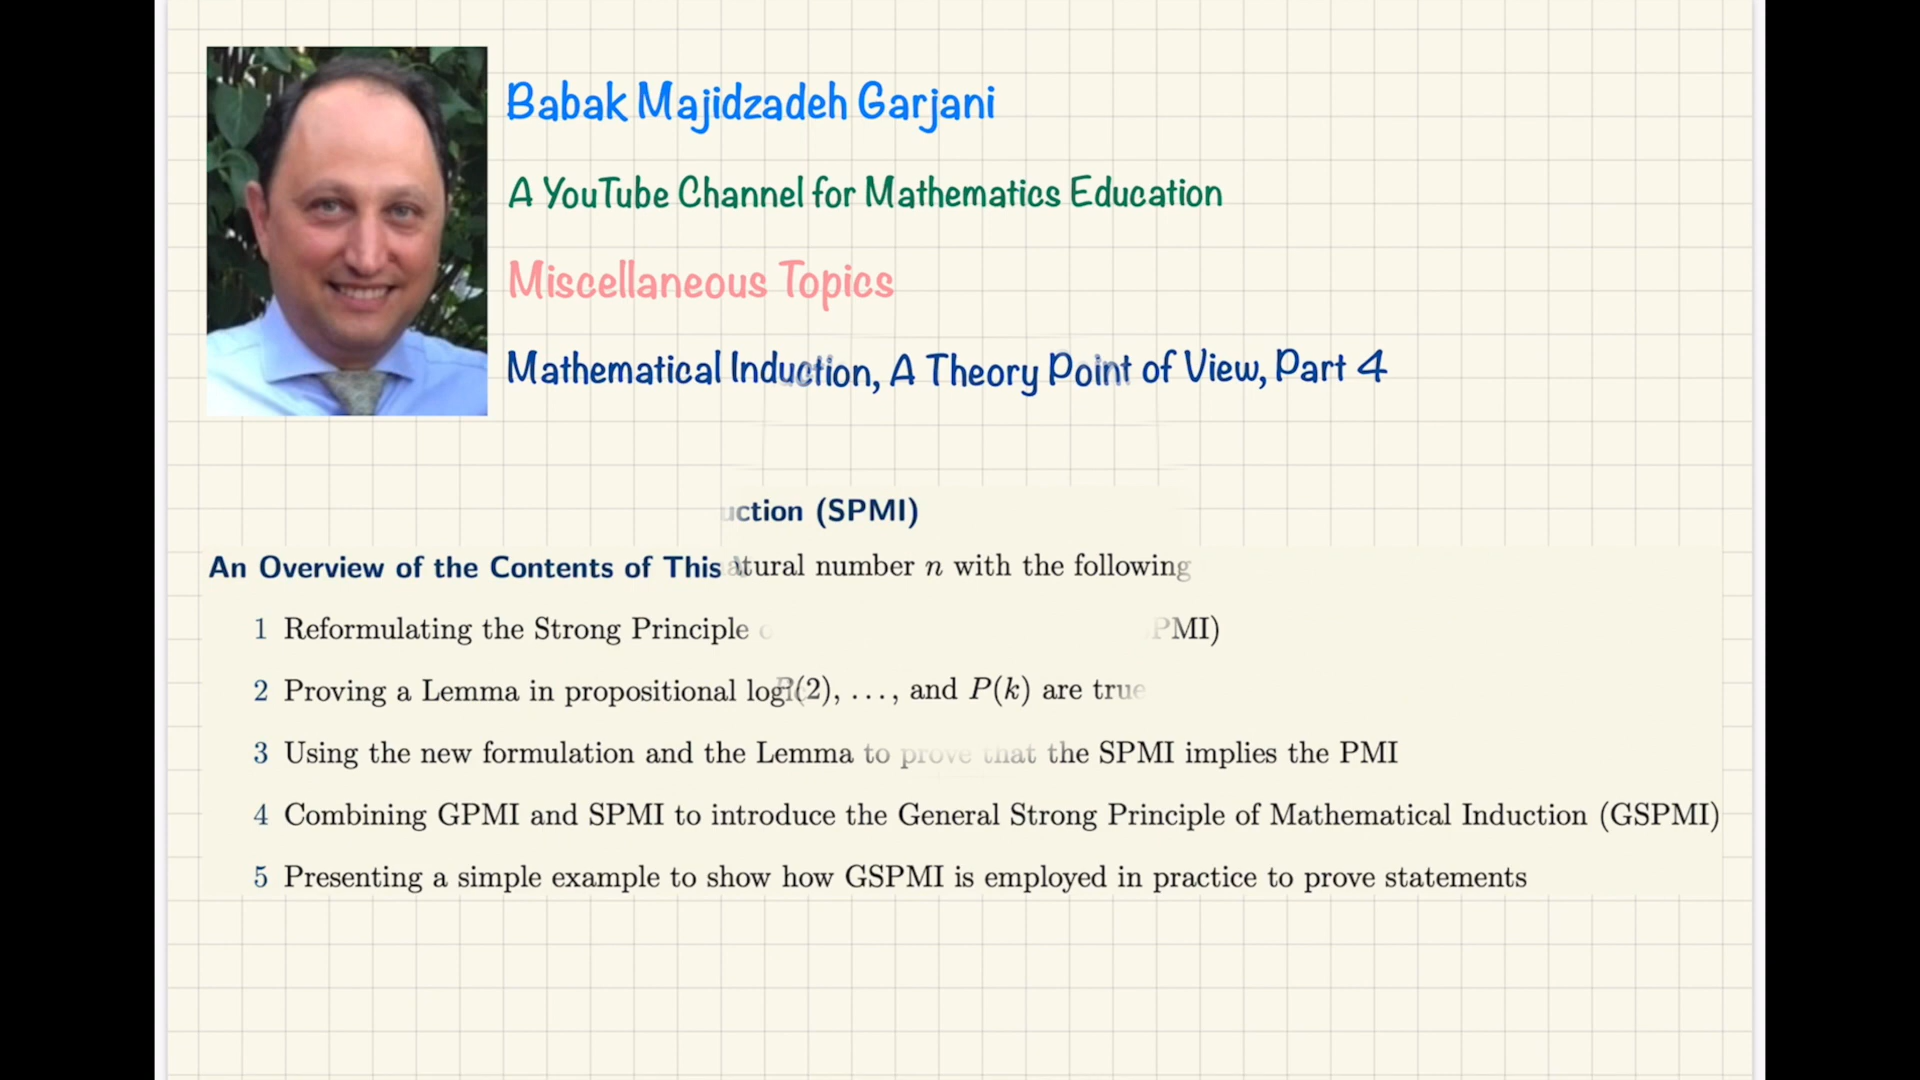 Babak Majidzadeh Garjani
A YouTube Channel for Mathematics Education
Miscellaneous Topics
Mathematical Induction, A Theory Point of View, Part 4
uction (SPMI)
An Overview of the Contents of This atural number n with the following
1 Reformulating the Strong Principle PMI)
2 Proving a Lemma in propositional P(2), ..., and P(k) are true
3 Using the new formulation and the Lemma to prove that the SPMI implies the PMI
4 Combining GPMI and SPMI to introduce the General Strong Principle of Mathematical Induction (GSPMI)
5 Presenting a simple example to show how GSPMI is employed in practice to prove statements